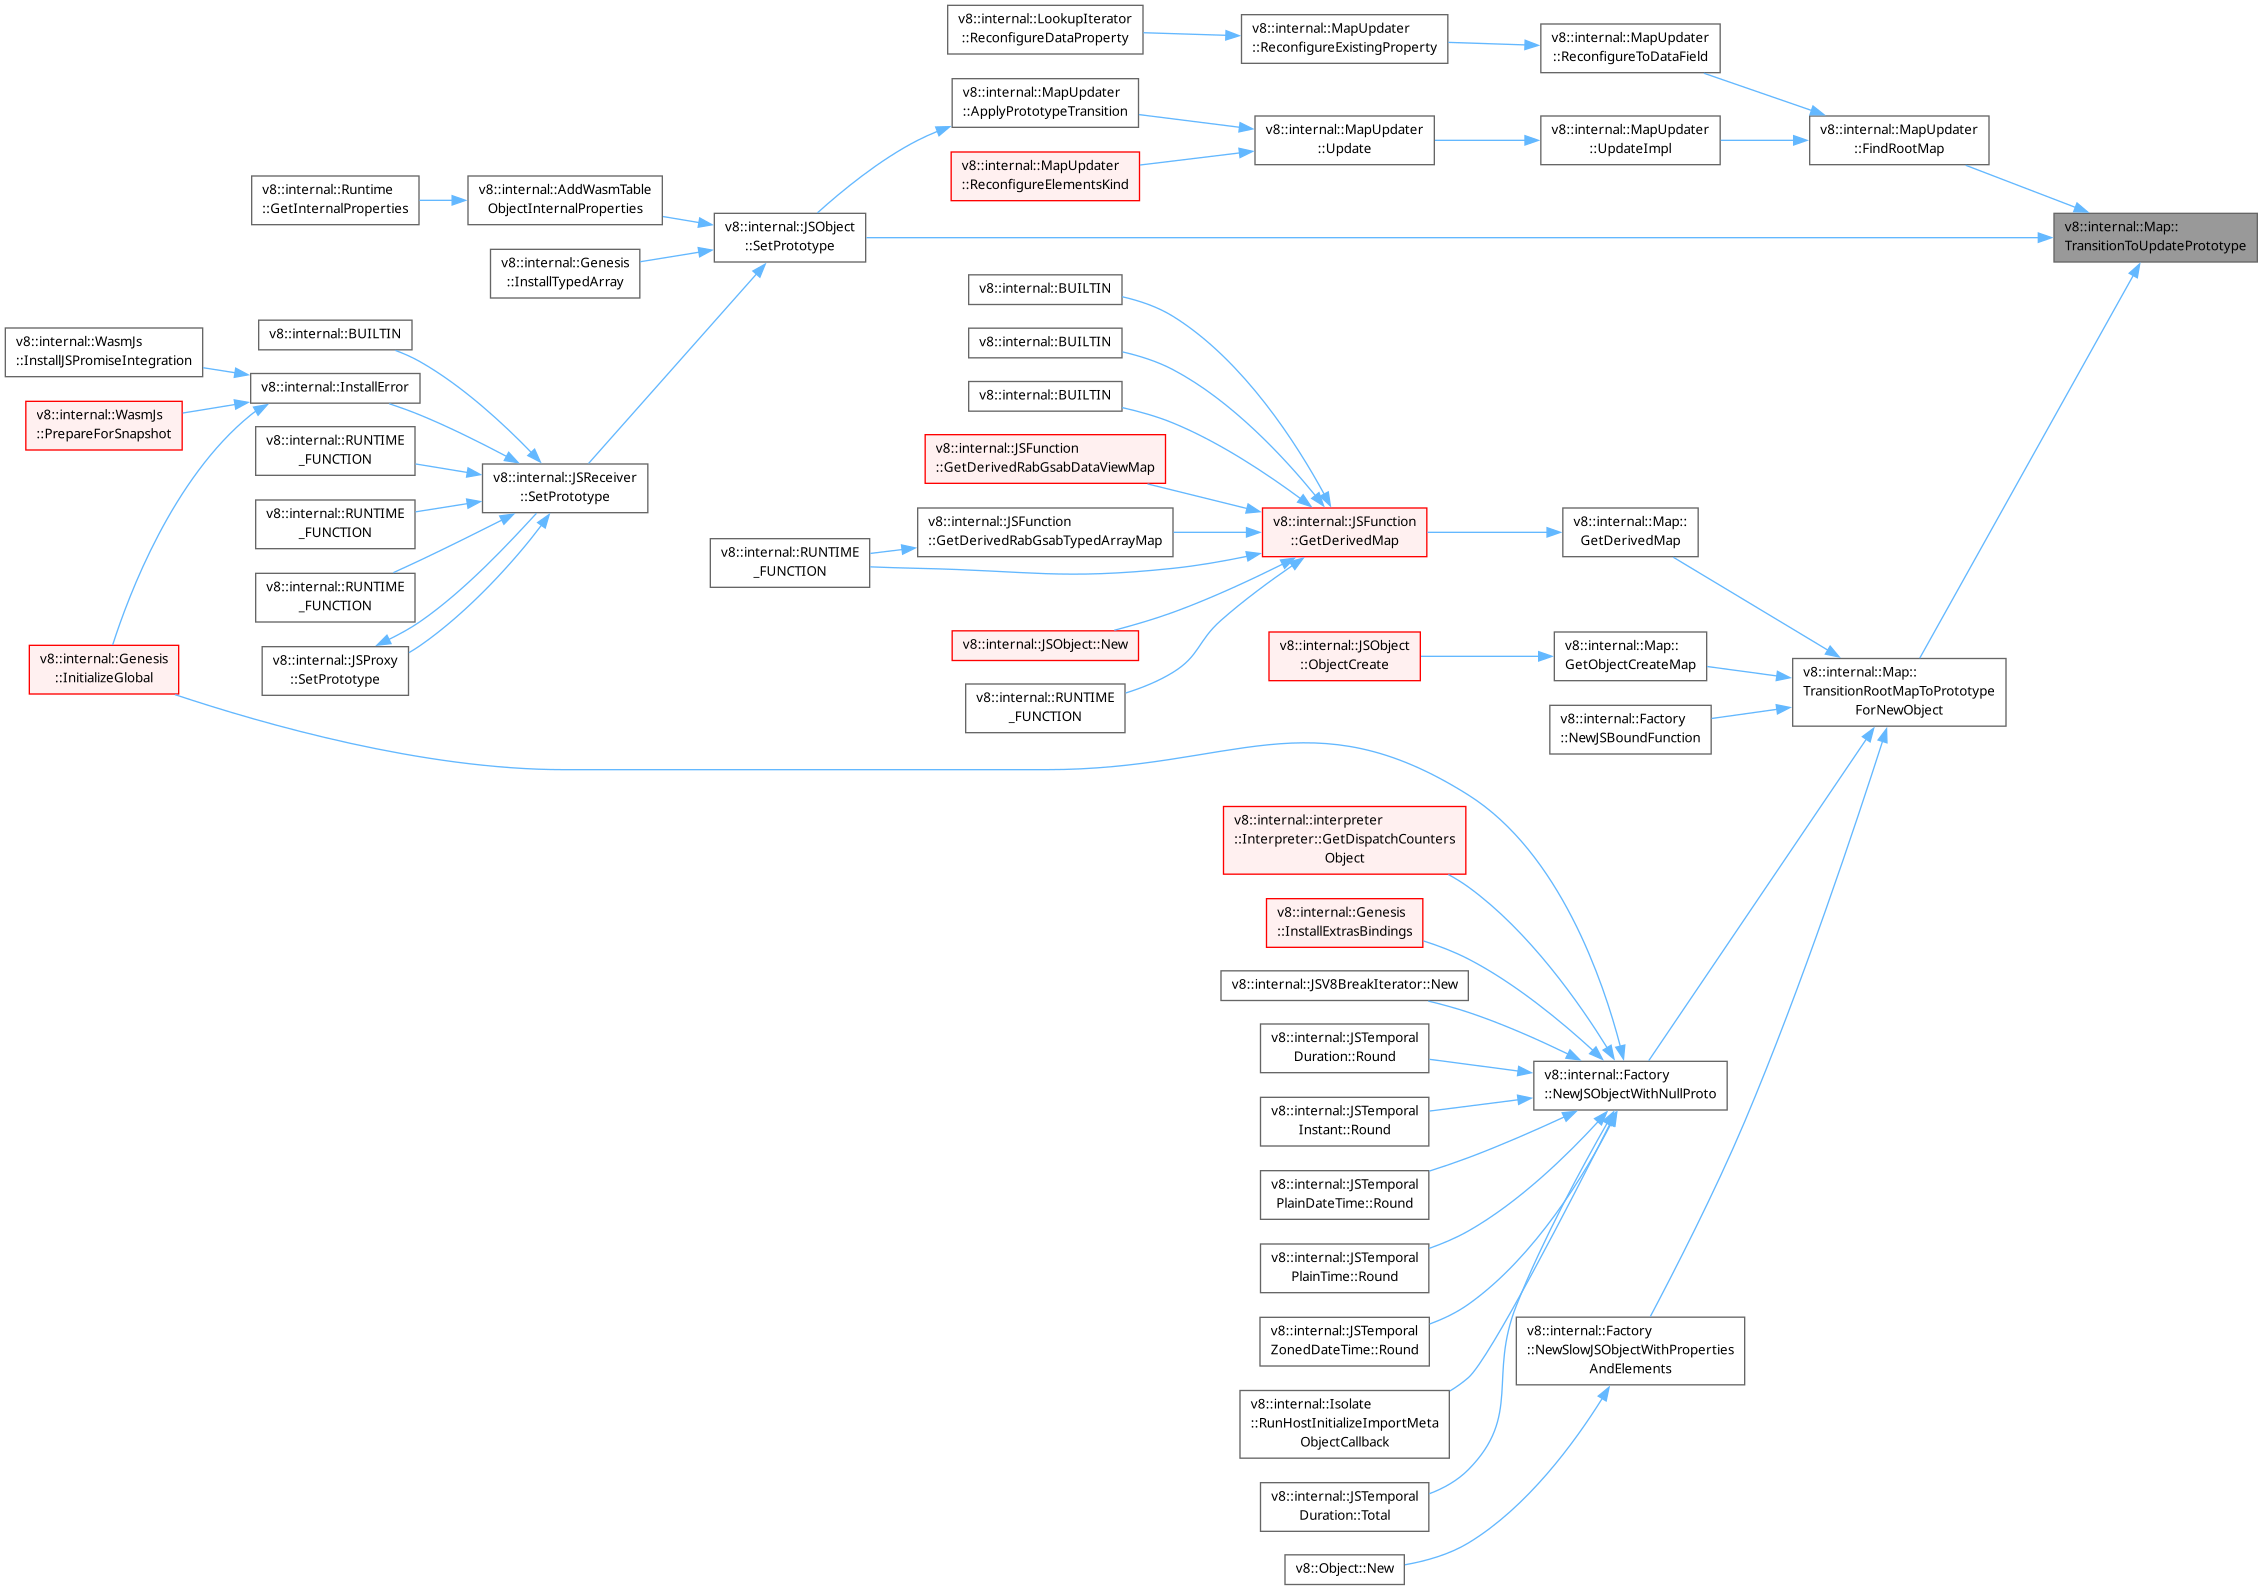 v8::internal::LookupIterator
::ReconfigureDataProperty
v8::internal::MapUpdater
::ReconfigureExistingProperty
v8::internal::MapUpdater
::ReconfigureToDataField
v8::internal::MapUpdater
::ApplyPrototypeTransition
v8::internal::MapUpdater
::Update
v8::internal::MapUpdater
::UpdateImpl
v8::internal::MapUpdater
::FindRootMap
v8::internal::MapUpdater
::ReconfigureElementsKind
v8::internal::Runtime
::GetInternalProperties
v8::internal::AddWasmTable
ObjectInternalProperties
v8::internal::JSObject
::SetPrototype
v8::internal::Map::
TransitionToUpdatePrototype
v8::internal::Genesis
::InstallTypedArray
v8::internal::BUILTIN
v8::internal::BUILTIN
v8::internal::BUILTIN
v8::internal::WasmJs
::InstallJSPromiseIntegration
v8::internal::BUILTIN
v8::internal::InstallError
v8::internal::WasmJs
::PrepareForSnapshot
v8::internal::RUNTIME
_FUNCTION
v8::internal::JSReceiver
::SetPrototype
v8::internal::RUNTIME
_FUNCTION
v8::internal::RUNTIME
_FUNCTION
v8::internal::JSProxy
::SetPrototype
v8::internal::Genesis
::InitializeGlobal
v8::internal::JSFunction
::GetDerivedRabGsabDataViewMap
v8::internal::JSFunction
::GetDerivedRabGsabTypedArrayMap
v8::internal::JSFunction
::GetDerivedMap
v8::internal::Map::
GetDerivedMap
v8::internal::RUNTIME
_FUNCTION
v8::internal::JSObject::New
v8::internal::RUNTIME
_FUNCTION
v8::internal::JSObject
::ObjectCreate
v8::internal::Map::
GetObjectCreateMap
v8::internal::Map::
TransitionRootMapToPrototype
ForNewObject
v8::internal::Factory
::NewJSBoundFunction
v8::internal::interpreter
::Interpreter::GetDispatchCounters
Object
v8::internal::Genesis
::InstallExtrasBindings
v8::internal::JSV8BreakIterator::New
v8::internal::JSTemporal
Duration::Round
v8::internal::Factory
::NewJSObjectWithNullProto
v8::internal::JSTemporal
Instant::Round
v8::internal::JSTemporal
PlainDateTime::Round
v8::internal::JSTemporal
PlainTime::Round
v8::internal::JSTemporal
ZonedDateTime::Round
v8::internal::Factory
::NewSlowJSObjectWithProperties
AndElements
v8::internal::Isolate
::RunHostInitializeImportMeta
ObjectCallback
v8::internal::JSTemporal
Duration::Total
v8::Object::New